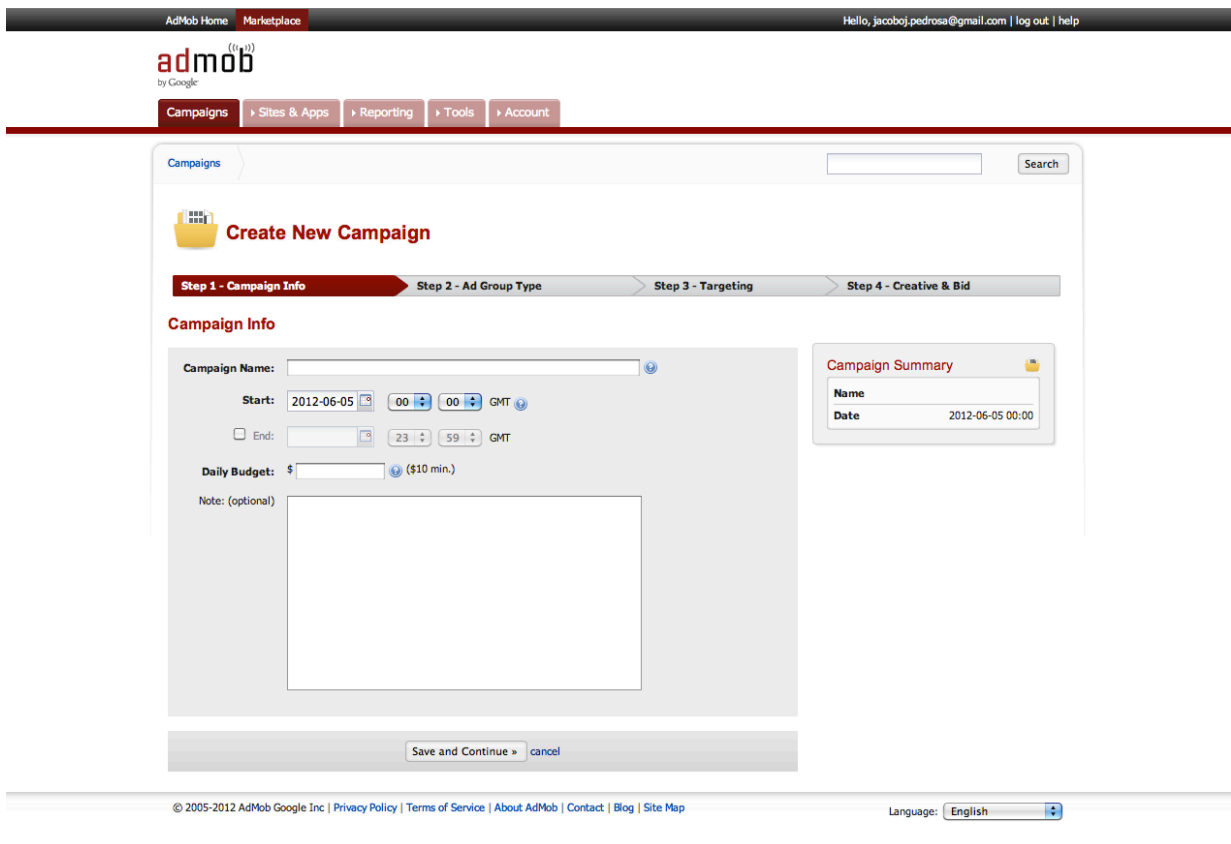 AdMob Home Marketplace Hello, jacoboj.pedrosa@gmail.com | log out | help
admob
by Google
Campaigns Sites & Apps Reporting Tools Account
Campaigns Search
Create New Campaign
Step 1 - Campaign Info Step 2 - Ad Group Type Step 3 - Targeting Step 4 - Creative & Bid
Campaign Info
Campaign Name:
Start: 2012-06-05 00 00 GMT
End: 23 59 GMT
Daily Budget: $ ($10 min.)
Note: (optional)
Campaign Summary
Name
Date 2012-06-05 00:00
Save and Continue » cancel
© 2005-2012 AdMob Google Inc | Privacy Policy | Terms of Service | About AdMob | Contact | Blog | Site Map
Language: English